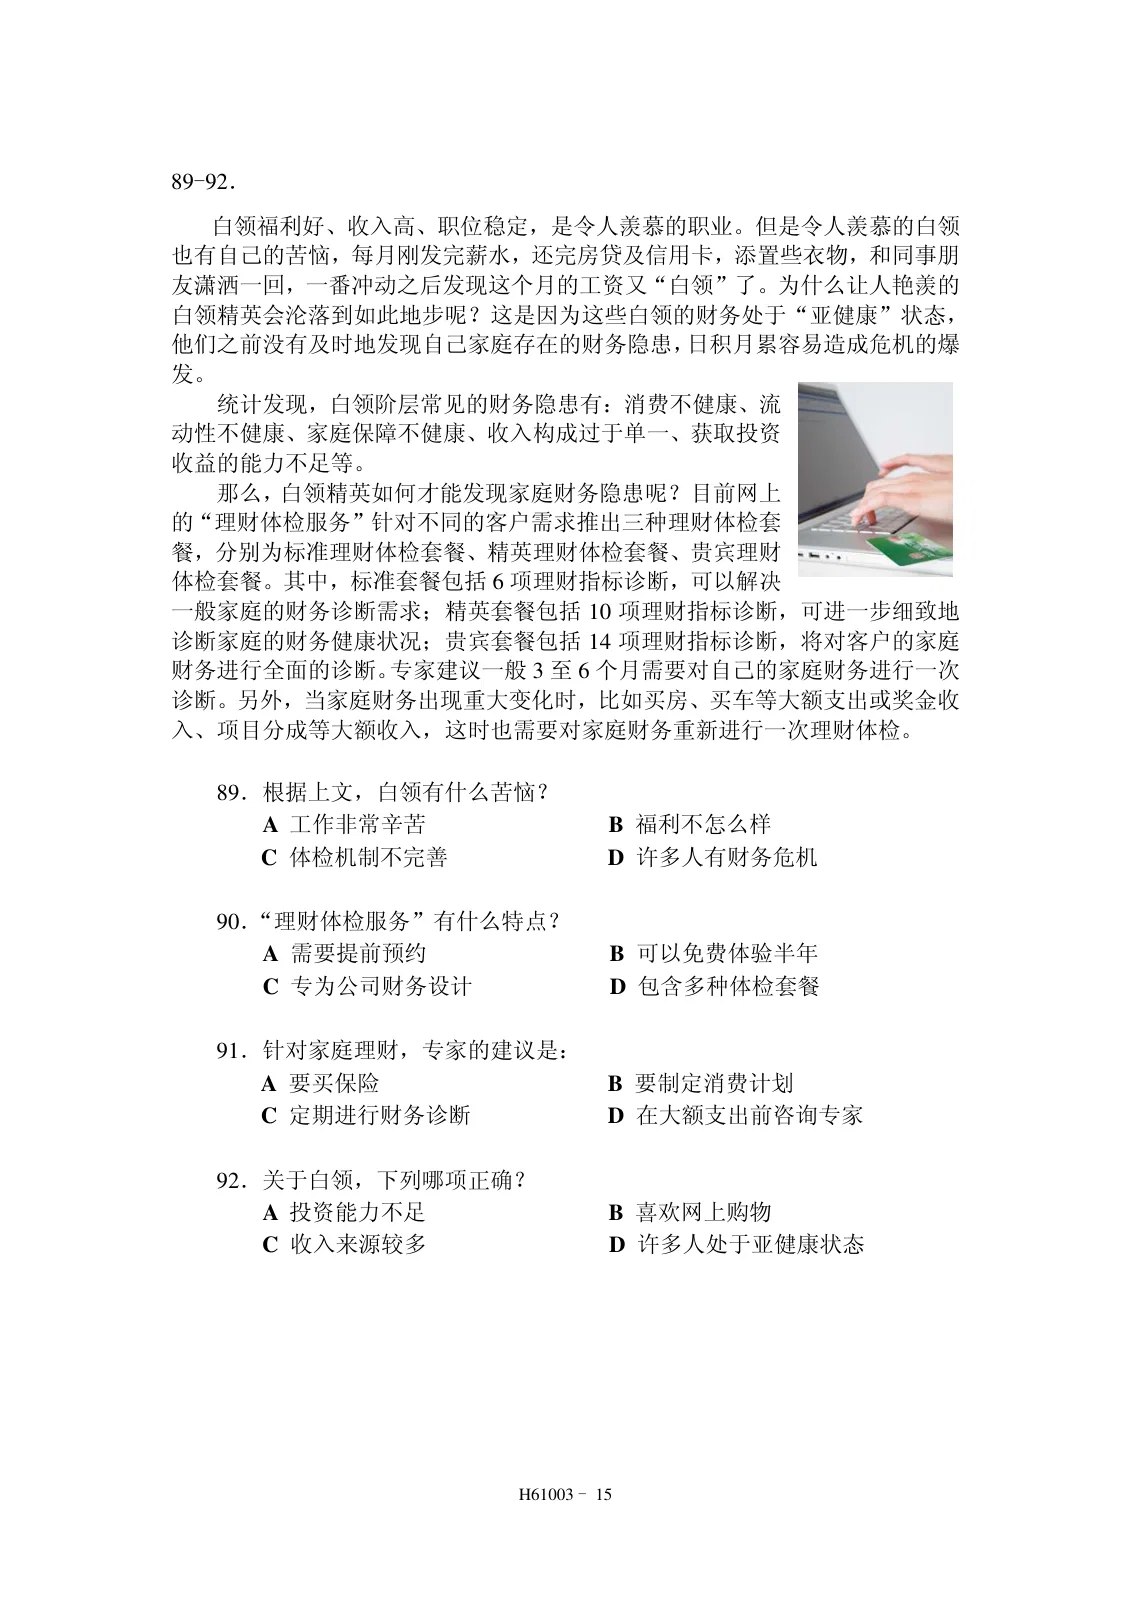 89-92．
白领福利好、收入高、职位稳定，是令人羡慕的职业。但是令人羡慕的白领
也有自己的苦恼，每月刚发完薪水，还完房贷及信用卡，添置些衣物，和同事朋
友潇洒一回，一番冲动之后发现这个月的工资又“白领”了。为什么让人艳羡的
白领精英会沦落到如此地步呢？这是因为这些白领的财务处于“亚健康”状态，
他们之前没有及时地发现自己家庭存在的财务隐患，日积月累容易造成危机的爆
发。
统计发现，白领阶层常见的财务隐患有：消费不健康、流
动性不健康、家庭保障不健康、收入构成过于单一、获取投资
收益的能力不足等。
那么，白领精英如何才能发现家庭财务隐患呢？目前网上
的“理财体检服务”针对不同的客户需求推出三种理财体检套
餐，分别为标准理财体检套餐、精英理财体检套餐、贵宾理财
体检套餐。其中，标准套餐包括 6 项理财指标诊断，可以解决
一般家庭的财务诊断需求；精英套餐包括 10 项理财指标诊断，可进一步细致地
诊断家庭的财务健康状况；贵宾套餐包括 14 项理财指标诊断，将对客户的家庭
财务进行全面的诊断。专家建议一般 3 至 6 个月需要对自己的家庭财务进行一次
诊断。另外，当家庭财务出现重大变化时，比如买房、买车等大额支出或奖金收
入、项目分成等大额收入，这时也需要对家庭财务重新进行一次理财体检。
89．根据上文，白领有什么苦恼？
A 工作非常辛苦 B 福利不怎么样
C 体检机制不完善 D 许多人有财务危机
90．“理财体检服务”有什么特点？
A 需要提前预约 B 可以免费体验半年
C 专为公司财务设计 D 包含多种体检套餐
91．针对家庭理财，专家的建议是：
A 要买保险 B 要制定消费计划
C 定期进行财务诊断 D 在大额支出前咨询专家
92．关于白领，下列哪项正确？
A 投资能力不足 B 喜欢网上购物
C 收入来源较多 D 许多人处于亚健康状态
H61003﹣ 15